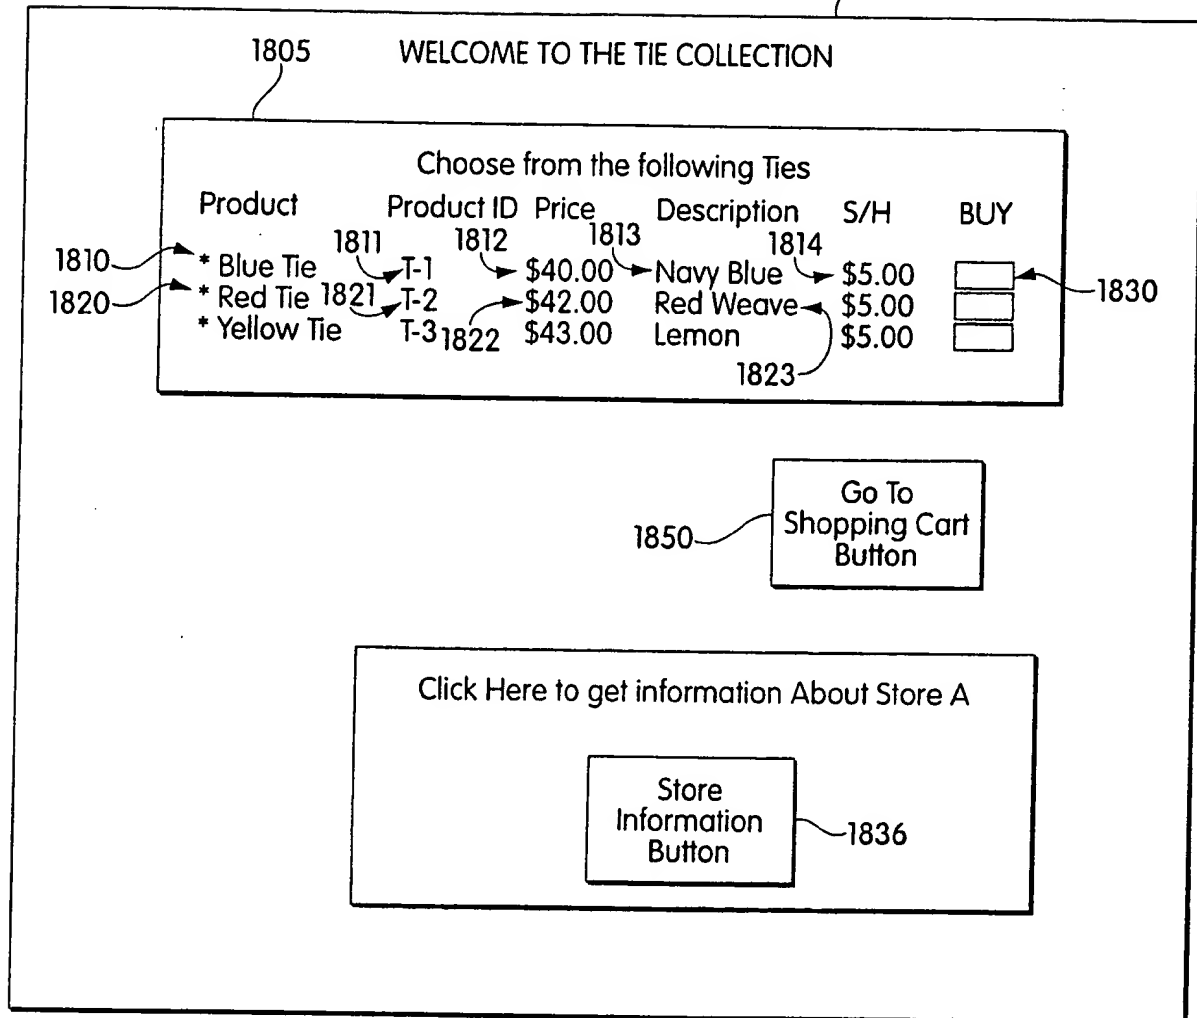 1805 WELCOME TO THE TIE COLLECTION
Choose from the following Ties
Product Product ID Price Description S/H BUY
1810 1811 1812 1813 1814
* Blue Tie T-1 $40.00 Navy Blue $5.00 1830
1820 * Red Tie 1821 T-2 $42.00 Red Weave $5.00
* Yellow Tie T-3 1822 $43.00 Lemon $5.00
1823
Go To
1850 Shopping Cart
Button
Click Here to get information About Store A
Store
Information 1836
Button